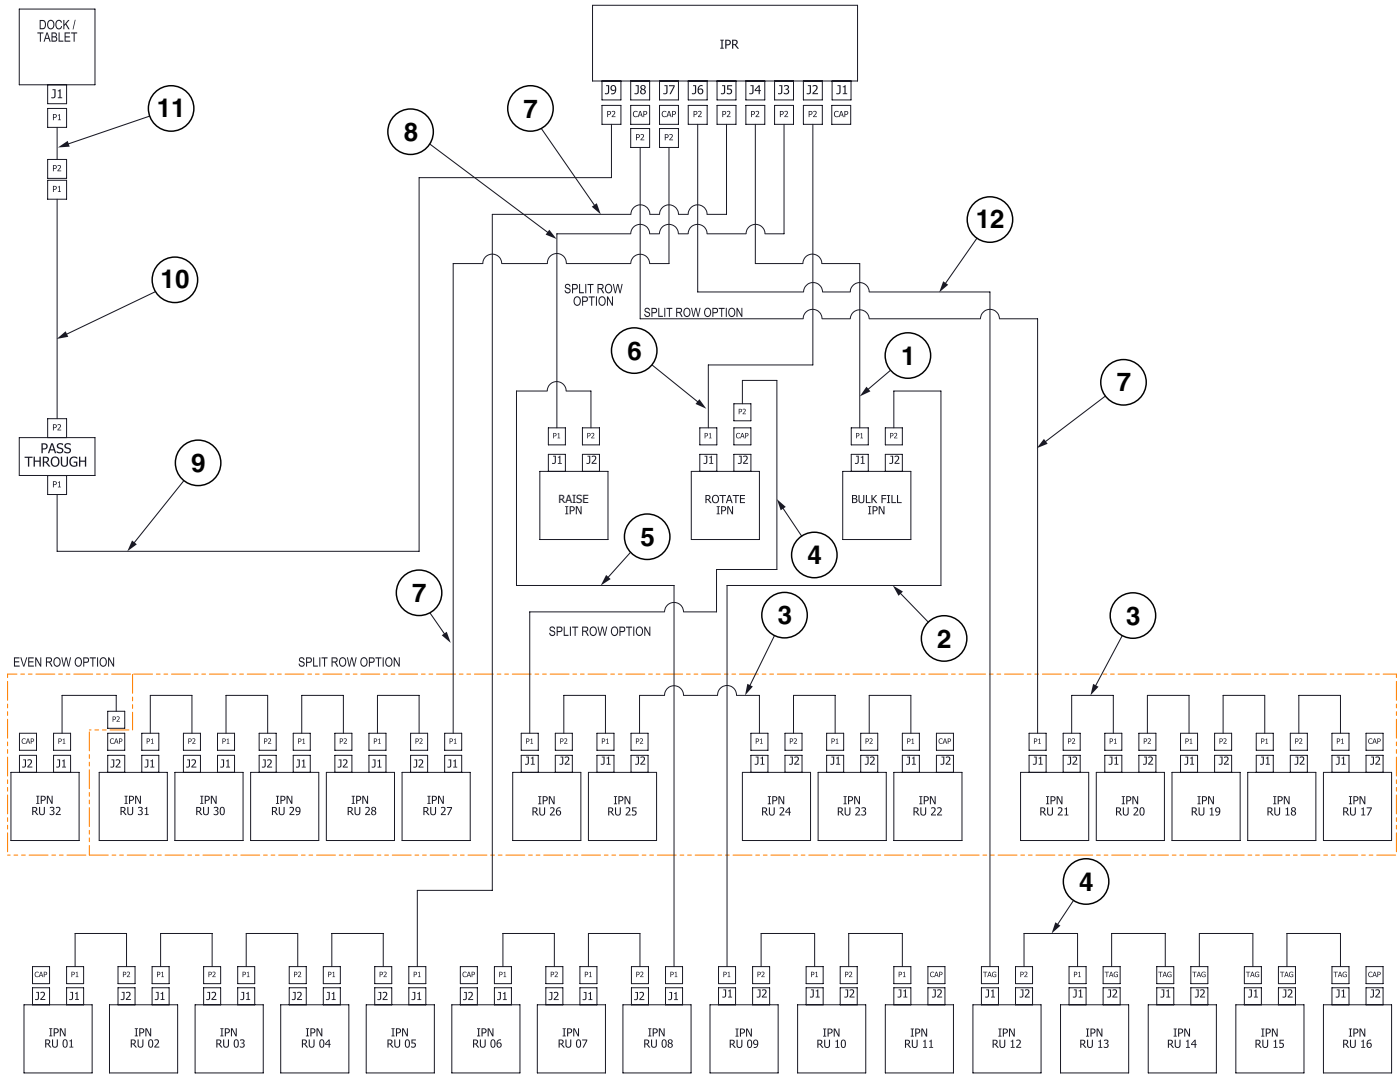 DOCK /
TABLET
IPR
J1
J9 J8 J7 J6 J5 J4 J3 J2 J1
P1
P2 CAP CAP P2 P2 P2 P2 P2 CAP
P2 P2
11
7
8
P2
P1
12
10
SPLIT ROW
OPTION
SPLIT ROW OPTION
6
1
7
P2
P2
P1 P2 P1 CAP P1 P2
PASS
THROUGH
J1 J2 J1 J2 J1 J2
9
P1
RAISE
IPN
ROTATE
IPN
BULK FILL
IPN
5
4
7
3
3
2
SPLIT ROW OPTION
EVEN ROW OPTION
SPLIT ROW OPTION
P2
CAP P1 CAP P1 P2 P1 P2 P1 P2 P1 P2 P1 P1 P2 P1 P2 P1 P2 P1 P2 P1 CAP P1 P2 P1 P2 P1 P2 P1 P2 P1 CAP
J2 J1 J2 J1 J2 J1 J2 J1 J2 J1 J2 J1 J1 J2 J1 J2 J1 J2 J1 J2 J1 J2 J1 J2 J1 J2 J1 J2 J1 J2 J1 J2
IPN IPN IPN IPN IPN IPN IPN IPN IPN IPN IPN IPN IPN IPN IPN IPN
RU 32 RU 31 RU 30 RU 29 RU 28 RU 27 RU 26 RU 25 RU 24 RU 23 RU 22 RU 21 RU 20 RU 19 RU 18 RU 17
4
CAP P1 P2 P1 P2 P1 P2 P1 P2 P1 CAP P1 P2 P1 P2 P1 P1 P2 P1 P2 P1 CAP TAG P2 P1 TAG TAG TAG TAG TAG TAG CAP
J2 J1 J2 J1 J2 J1 J2 J1 J2 J1 J2 J1 J2 J1 J2 J1 J1 J2 J1 J2 J1 J2 J1 J2 J1 J2 J1 J2 J1 J2 J1 J2
IPN IPN IPN IPN IPN IPN IPN IPN IPN IPN IPN IPN IPN IPN IPN IPN
RU 01 RU 02 RU 03 RU 04 RU 05 RU 06 RU 07 RU 08 RU 09 RU 10 RU 11 RU 12 RU 13 RU 14 RU 15 RU 16